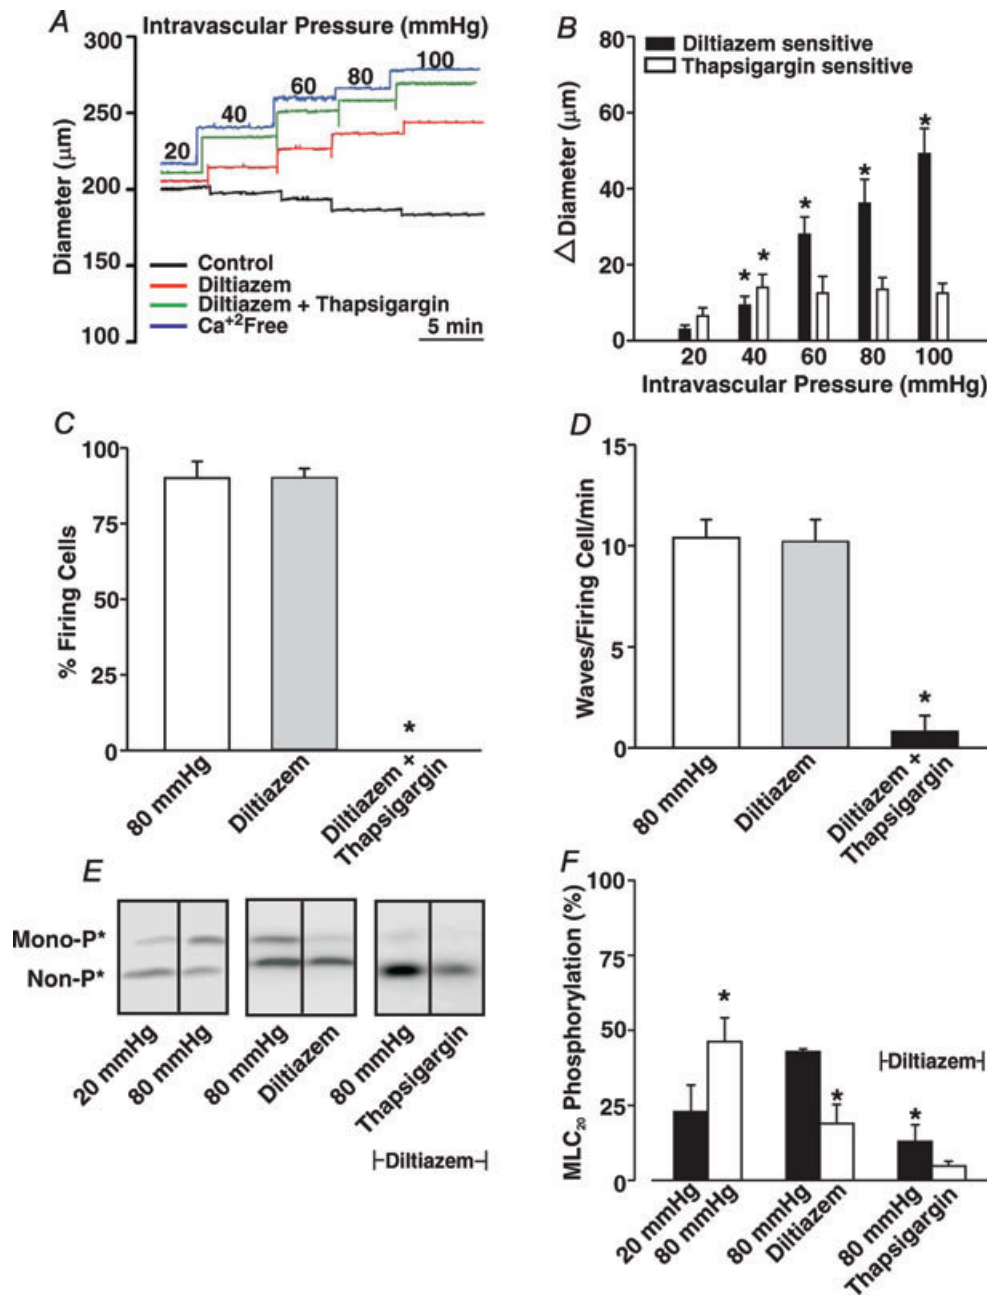 A
Intravascular Pressure (mmHg)
300
250
200
150
100
Diameter (μm)
20
40
60
80
100
Control
Diltiazem
Diltiazem + Thapsigargin
Ca+2Free
5 min
B
80
60
40
20
0
△Diameter (μm)
Diltiazem sensitive
Thapsigargin sensitive
*
*
*
*
*
20 40 60 80 100
Intravascular Pressure (mmHg)
C
100
75
50
25
0
% Firing Cells
*
80 mmHg
Diltiazem
Diltiazem +
Thapsigargin
D
15
10
5
0
Waves/Firing Cell/min
*
80 mmHg
Diltiazem
Diltiazem +
Thapsigargin
E
Mono-P*
Non-P*
20 mmHg
80 mmHg
80 mmHg
Diltiazem
80 mmHg
Thapsigargin
Diltiazem
F
100
75
50
25
0
MLC20 Phosphorylation (%)
*
*
*
Diltiazem
20 mmHg
80 mmHg
80 mmHg
Diltiazem
80 mmHg
Thapsigargin